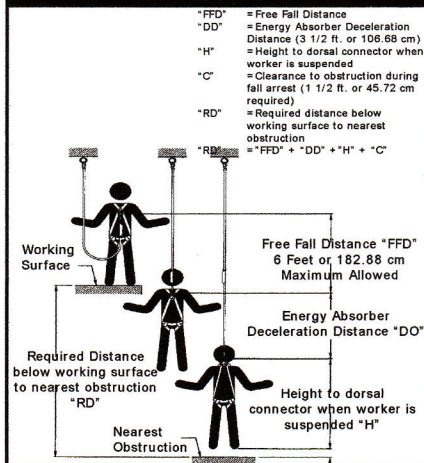 "FFD" = Free Fall Distance
"DD" = Energy Absorber Deceleration
Distance (3 1/2 ft. or 106.68 cm)
"H" = Height to dorsal connector when
worker is suspended
"C" = Clearance to obstruction during
fall arrest (1 1/2 ft. or 45.72 cm
required)
"RD" = Required distance below
working surface to nearest
obstruction
"RD" = "FFD" + "DD" + "H" + "C"
Working
Surface
Free Fall Distance "FFD"
6 Feet or 182.88 cm
Maximum Allowed
Energy Absorber
Deceleration Distance "DO"
Required Distance
below working surface
to nearest obstruction
"RD"
Height to dorsal
connector when worker is
suspended "H"
Nearest
Obstruction